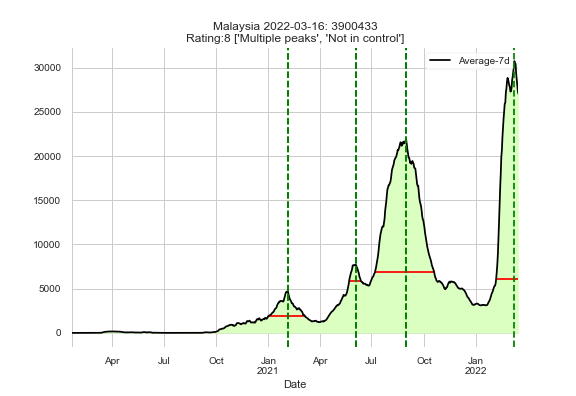 Malaysia 2022-03-16: 3900433
Rating:8 ['Multiple peaks', 'Not in control']
Average-7d
30000
25000
20000
15000
10000
5000
0
Apr Jul Oct Jan Apr Jul Oct Jan
2021 2022
Date